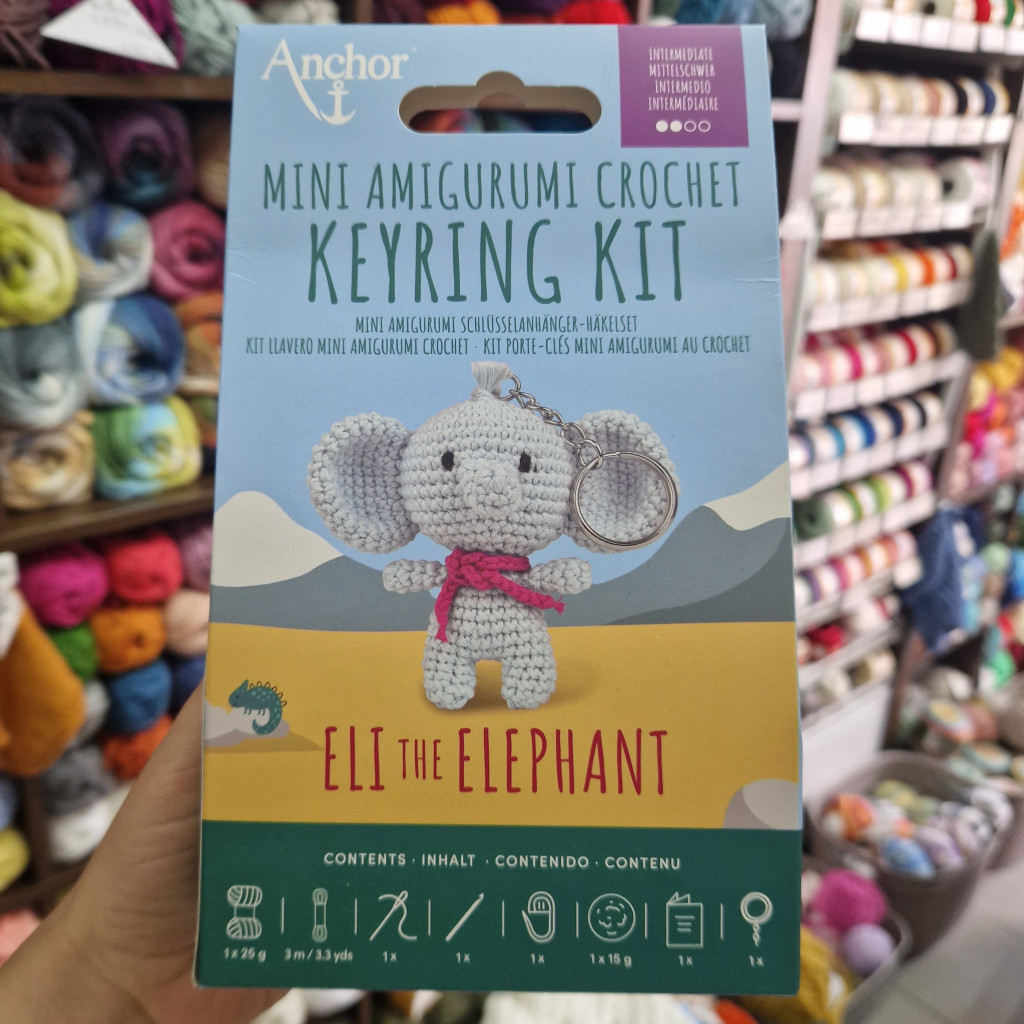 Anchor
INTERMEDIATE
MITTELSCHWER
INTERMEDIO
INTERMÉDIAIRE
MINI AMIGURUMI CROCHET
KEYRING KIT
MINI AMIGURUMI SCHLÜSSELANHÄNGER-HÄKELSET
KIT LLAVERO MINI AMIGURUMI CROCHET · KIT PORTE-CLÉS MINI AMIGURUMI AU CROCHET
ELI THE ELEPHANT
CONTENTS · INHALT · CONTENIDO · CONTENU
1 x 25 g 3 m / 3.3 yds 1x 1x 1x 1 x 15 g 1x 1x